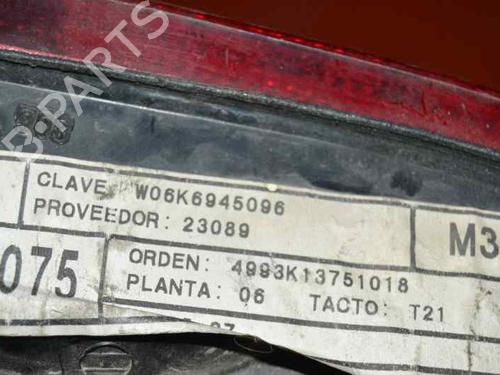 B-PARTS
CLAVE W06K6945096
PROVEEDOR: 23089
M3
075
ORDEN: 4993K13751018
PLANTA: 06 TACTO: T21